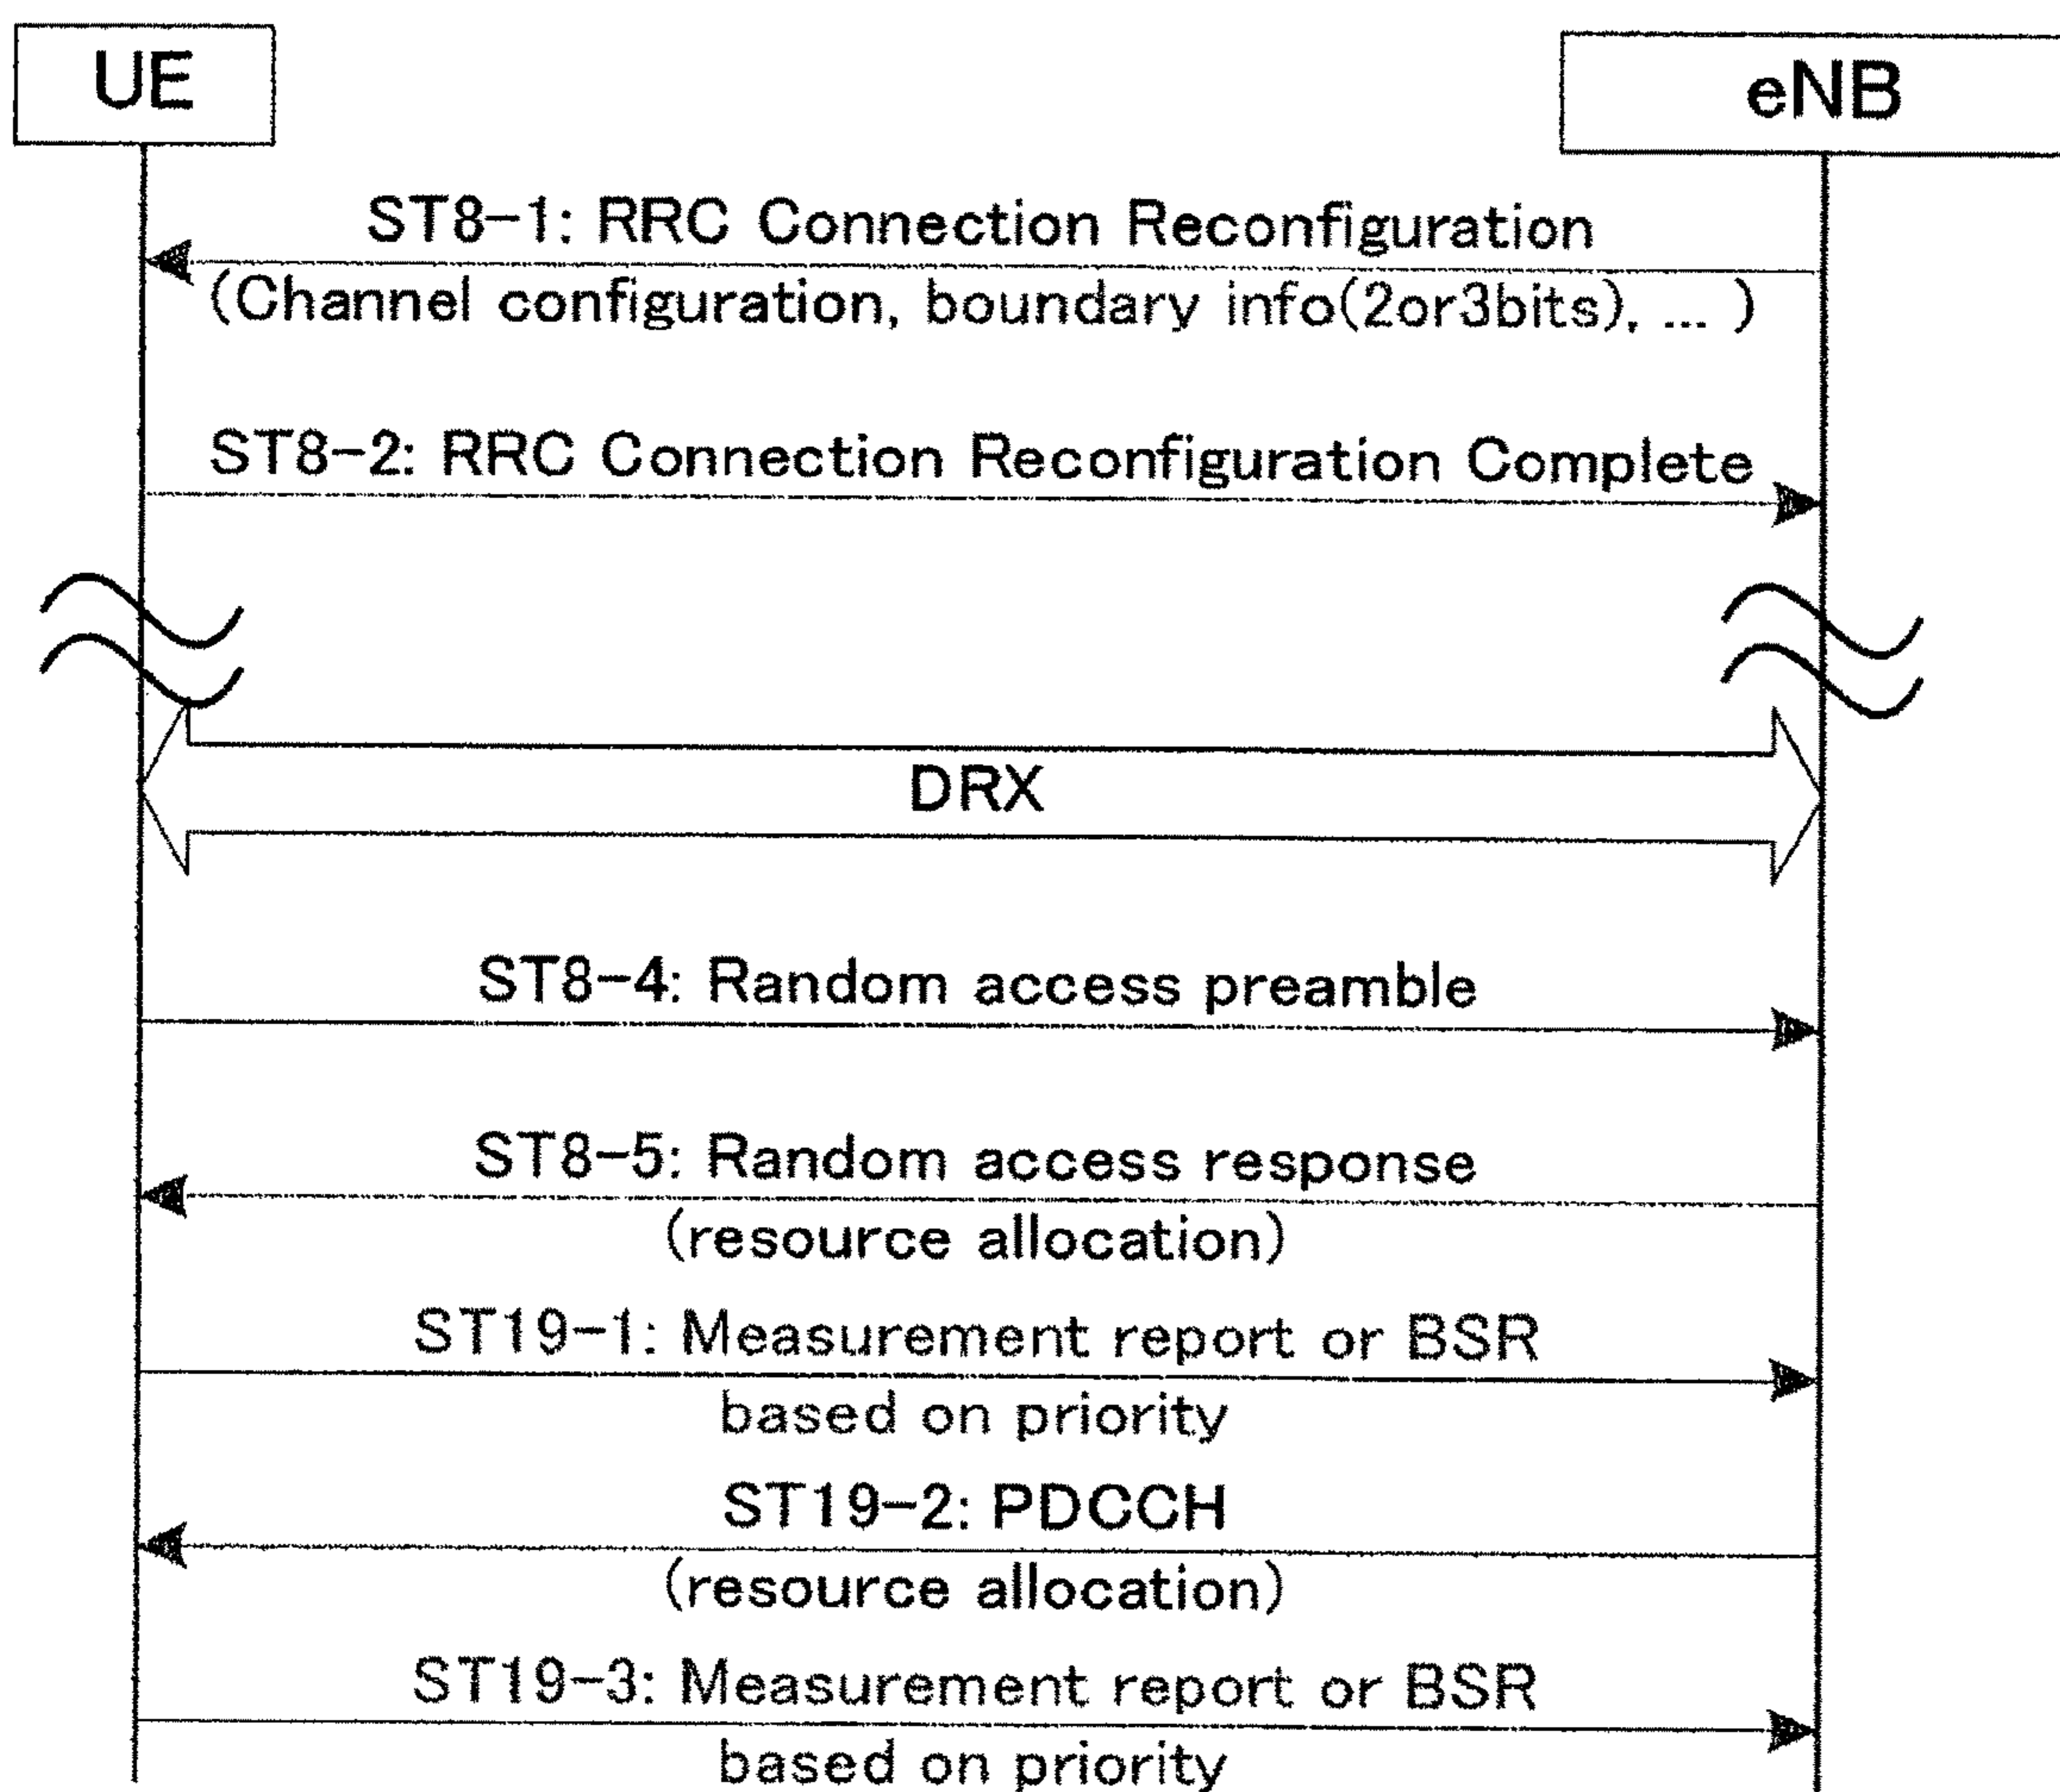 UE
eNB
ST8-1: RRC Connection Reconfiguration
(Channel configuration, boundary info(2or3bits), ... )
ST8-2: RRC Connection Reconfiguration Complete
DRX
ST8-4: Random access preamble
ST8-5: Random access response
(resource allocation)
ST19-1: Measurement report or BSR
based on priority
ST19-2: PDCCH
(resource allocation)
ST19-3: Measurement report or BSR
based on priority